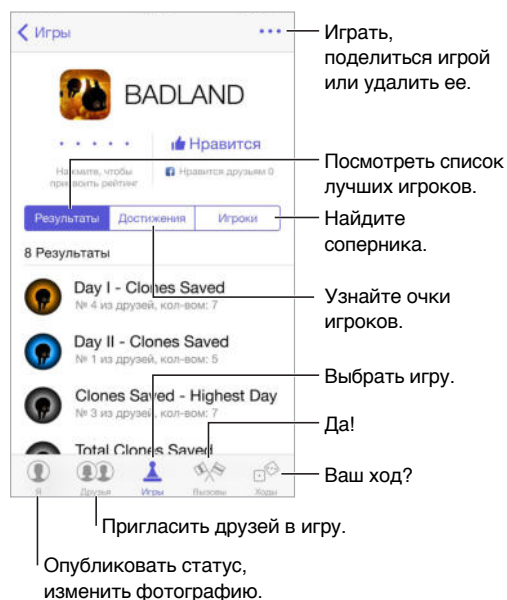 Игры
BADLAND
Нравится
Нажмите, чтобы
присвоить рейтинг
Нравится друзьям 0
Результаты
Достижения
Игроки
8 Результаты
Day I - Clones Saved
№ 4 из друзей, кол-вом: 7
Day II - Clones Saved
№ 1 из друзей, кол-вом: 5
Clones Saved - Highest Day
№ 3 из друзей, кол-вом: 7
Total Clones Saved
Я
Друзья
Игры
Вызовы
Ходы
Играть,
поделиться игрой
или удалить ее.
Посмотреть список
лучших игроков.
Найдите
соперника.
Узнайте очки
игроков.
Выбрать игру.
Да!
Ваш ход?
Пригласить друзей в игру.
Опубликовать статус,
изменить фотографию.